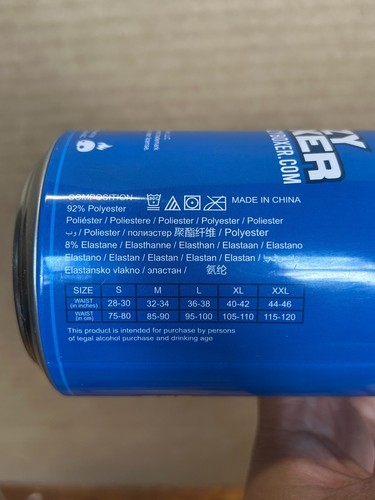 OKER.COM
COMPOSITION MADE IN CHINA
92% Polyester
Poliéster / Poliestere / Poliester / Polyester / Poliester
/ Poliester / полиэстер 聚酯纤维 / Polyester
8% Elastane / Elasthanne / Elasthan / Elastaan / Elastano
Elastano / Elastan / Elastan / Elastan / Elastan /
Elastansko vlakno / эластан / 氨纶
SIZE S M L XL XXL
WAIST (in inches) 28-30 32-34 36-38 40-42 44-46
WAIST (in cm) 75-80 85-90 95-100 105-110 115-120
This product is intended for purchase by persons
of legal alcohol purchase and drinking age